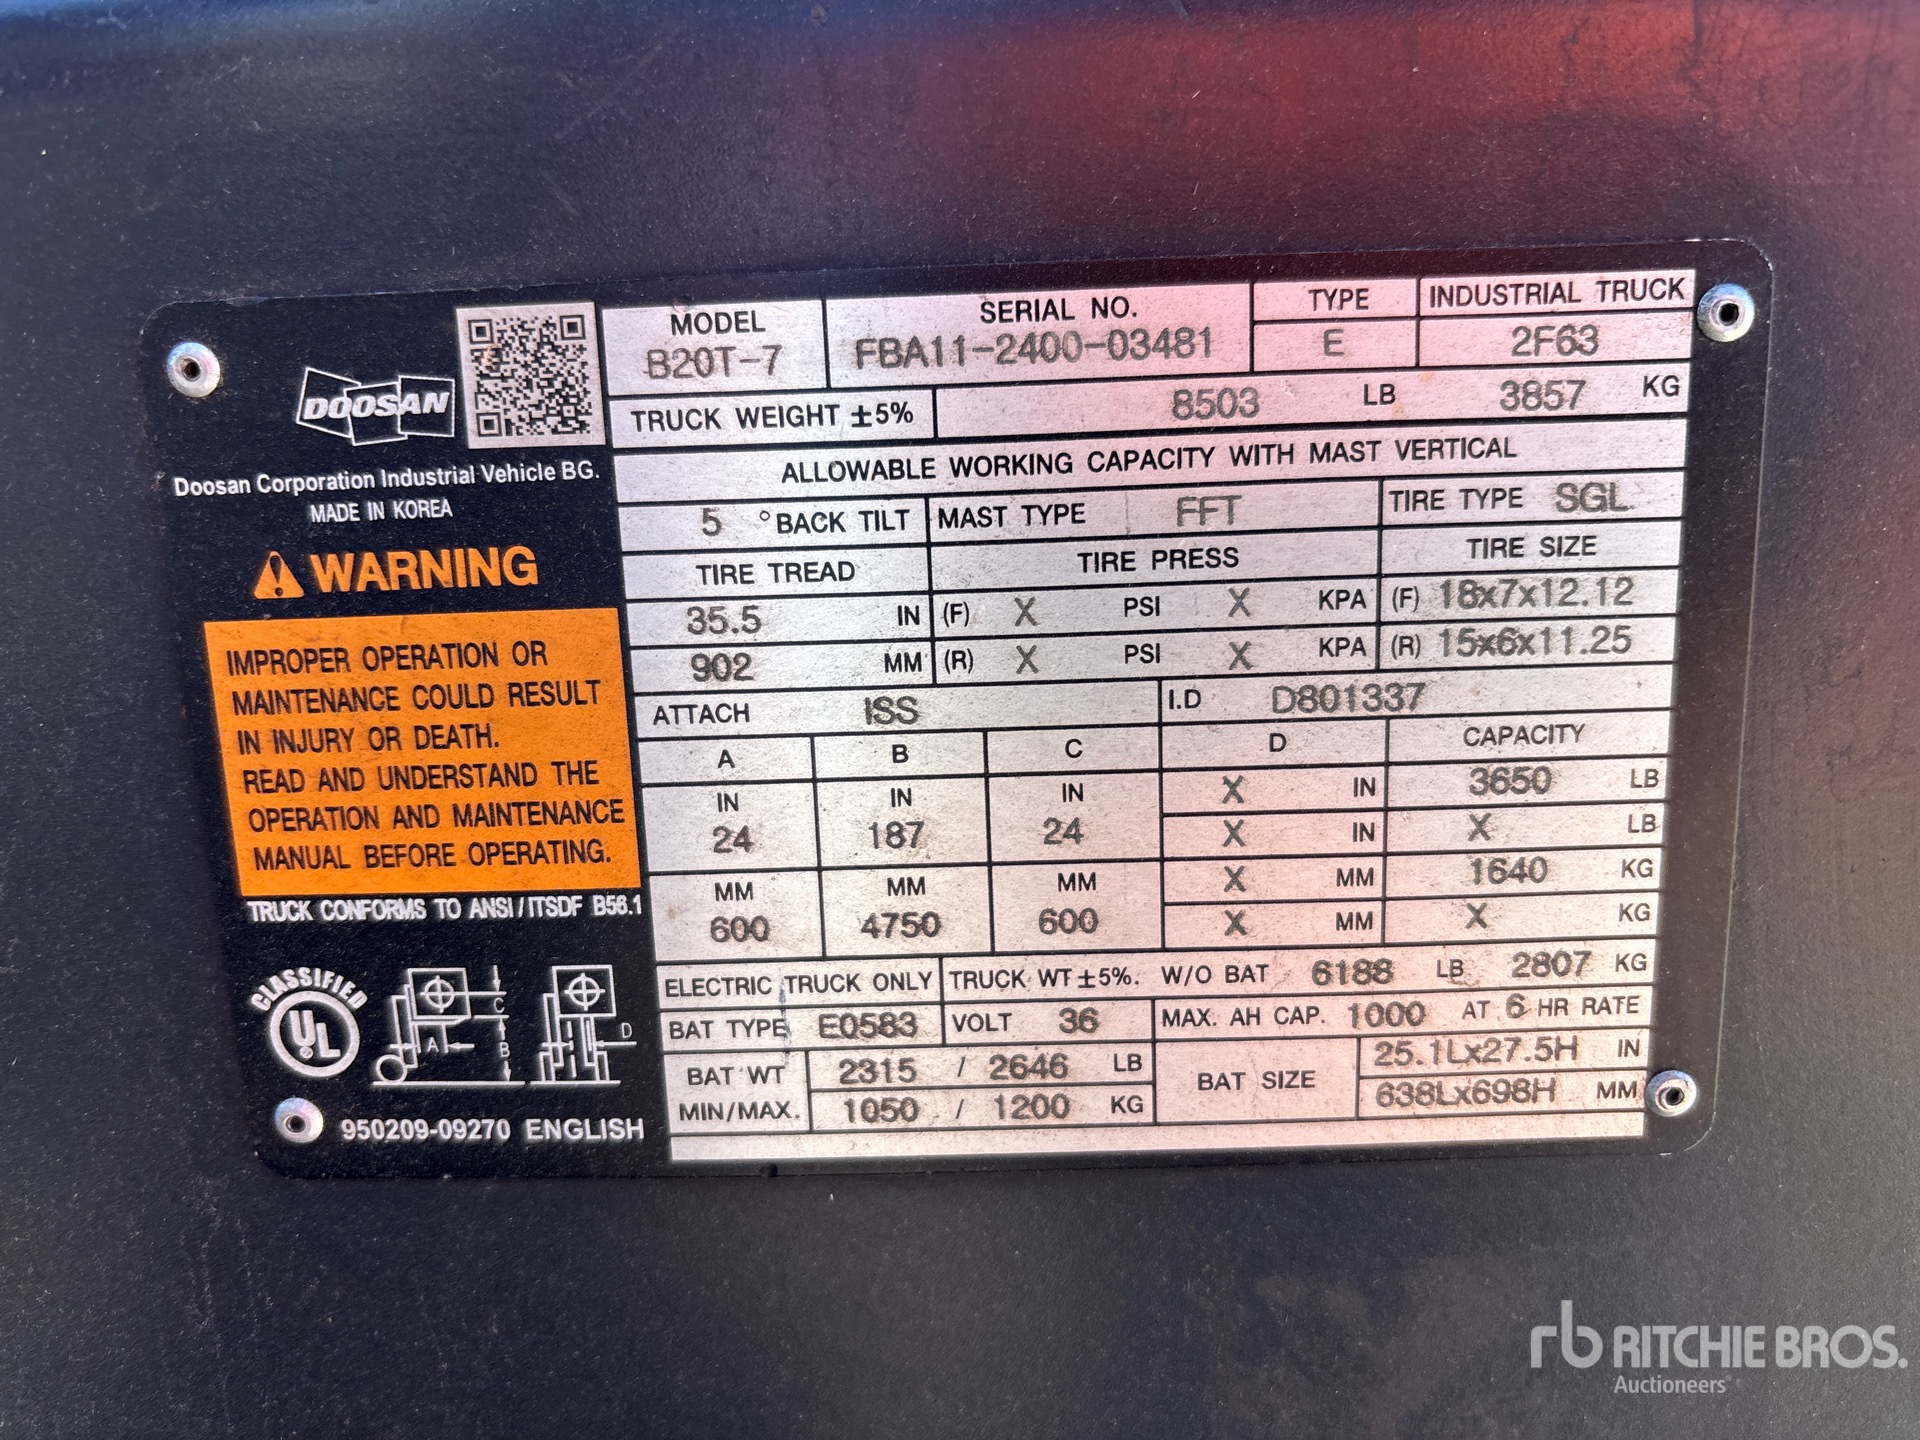 DOOSAN
Doosan Corporation Industrial Vehicle BG.
MADE IN KOREA
WARNING
IMPROPER OPERATION OR
MAINTENANCE COULD RESULT
IN INJURY OR DEATH.
READ AND UNDERSTAND THE
OPERATION AND MAINTENANCE
MANUAL BEFORE OPERATING.
TRUCK CONFORMS TO ANSI/ITSDF B56.1
CLASSIFIED
UL
A B C D
950209-09270 ENGLISH
MODEL SERIAL NO. TYPE INDUSTRIAL TRUCK
B20T-7 FBA11-2400-03481 E 2F63
TRUCK WEIGHT ±5% 8503 LB 3857 KG
ALLOWABLE WORKING CAPACITY WITH MAST VERTICAL
5 °BACK TILT MAST TYPE FFT TIRE TYPE SGL
TIRE TREAD TIRE PRESS TIRE SIZE
35.5 IN (F) X PSI X KPA (F) 18x7x12.12
902 MM (R) X PSI X KPA (R) 15x6x11.25
ATTACH ISS I.D D801337
A B C D CAPACITY
IN IN IN X IN 3650 LB
24 187 24 X IN X LB
MM MM MM X MM 1640 KG
600 4750 600 X MM X KG
ELECTRIC TRUCK ONLY TRUCK WT ±5%. W/O BAT 6188 LB 2807 KG
BAT TYPE E0583 VOLT 36 MAX. AH CAP. 1000 AT 6 HR RATE
BAT WT 2315 / 2646 LB BAT SIZE 25.1Lx27.5H IN
MIN/MAX. 1050 / 1200 KG 638Lx698H MM
rb RITCHIE BROS.
Auctioneers